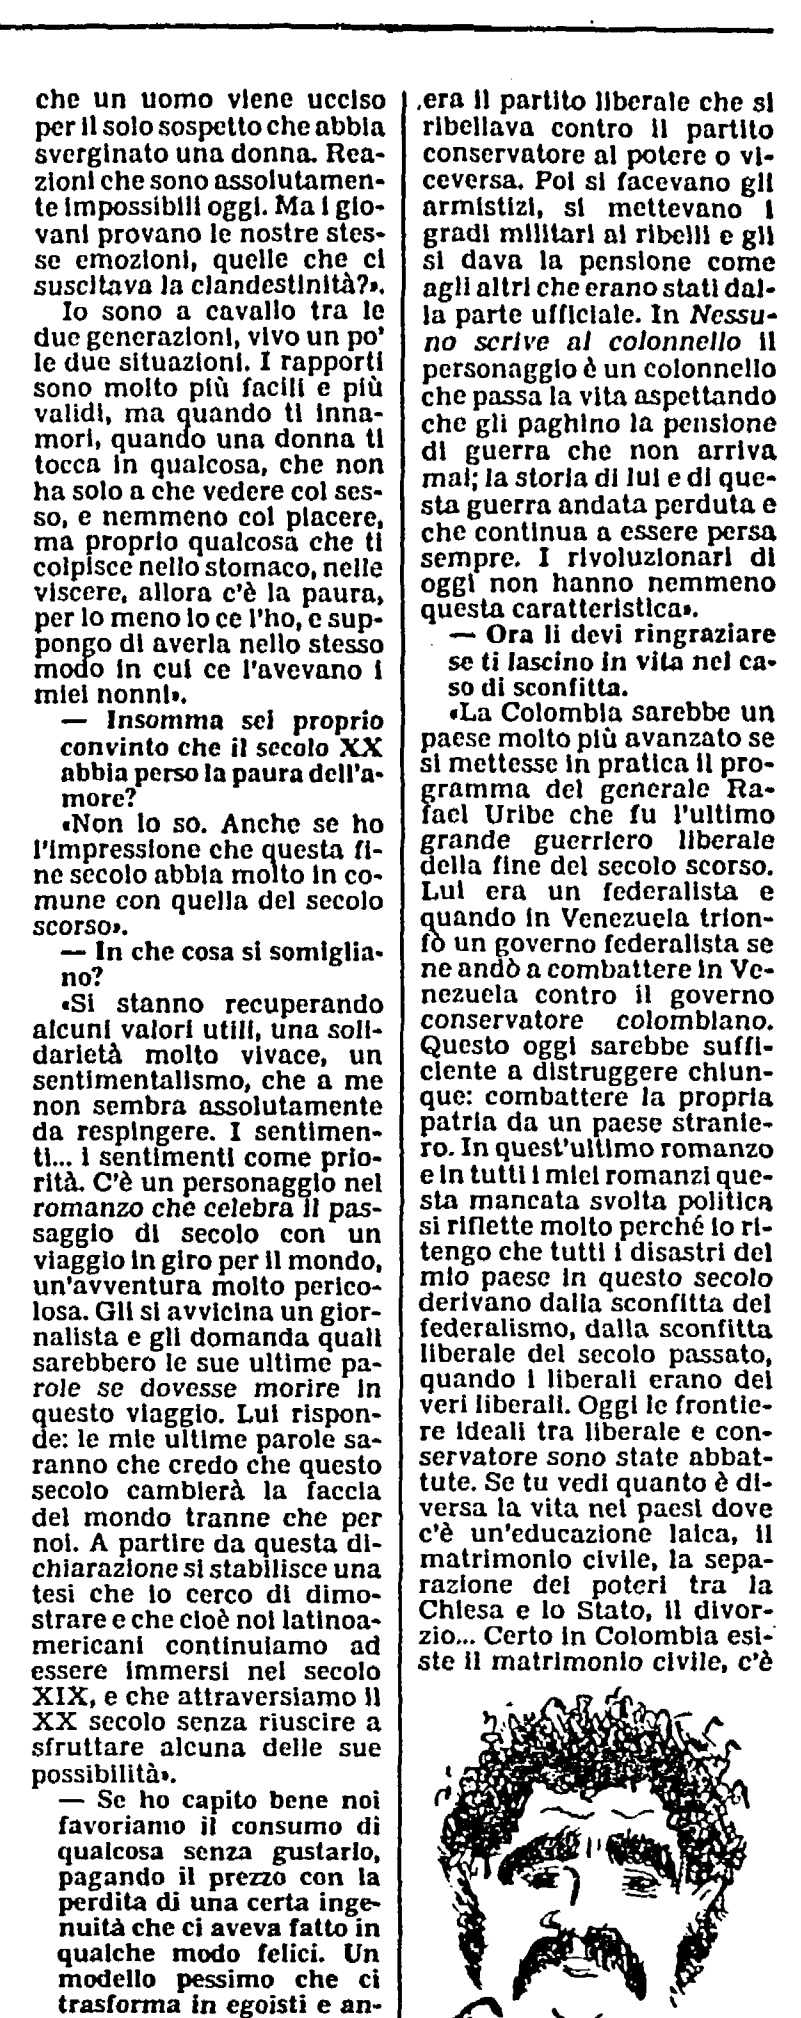 che un uomo viene ucciso
per il solo sospetto che abbia
sverginato una donna. Rea-
zioni che sono assolutamen-
te impossibili oggi. Ma i gio-
vani provano le nostre stes-
se emozioni, quelle che ci
suscitava la clandestinità?».
Io sono a cavallo tra le
due generazioni, vivo un po'
le due situazioni. I rapporti
sono molto più facili e più
validi, ma quando ti inna-
mori, quando una donna ti
tocca in qualcosa, che non
ha solo a che vedere col ses-
so, e nemmeno col piacere,
ma proprio qualcosa che ti
colpisce nello stomaco, nelle
viscere, allora c'è la paura,
per lo meno lo ce l'ho, e sup-
pongo di averla nello stesso
modo in cui ce l'avevano i
miei nonni».
— Insomma sei proprio
convinto che il secolo XX
abbia perso la paura dell'a-
more?
«Non lo so. Anche se ho
l'impressione che questa fi-
ne secolo abbia molto in co-
mune con quella del secolo
scorso».
— In che cosa si somiglia-
no?
«Si stanno recuperando
alcuni valori utili, una soli-
darietà molto vivace, un
sentimentalismo, che a me
non sembra assolutamente
da respingere. I sentimen-
ti... i sentimenti come prio-
rità. C'è un personaggio nel
romanzo che celebra il pas-
saggio di secolo con un
viaggio in giro per il mondo,
un'avventura molto perico-
losa. Gli si avvicina un gior-
nalista e gli domanda quali
sarebbero le sue ultime pa-
role se dovesse morire in
questo viaggio. Lui rispon-
de: le mie ultime parole sa-
ranno che credo che questo
secolo cambierà la faccia
del mondo tranne che per
noi. A partire da questa di-
chiarazione si stabilisce una
tesi che io cerco di dimo-
strare e che cioè noi latinoa-
mericani continuiamo ad
essere immersi nel secolo
XIX, e che attraversiamo il
XX secolo senza riuscire a
sfruttare alcuna delle sue
possibilità».
— Se ho capito bene noi
favoriamo il consumo di
qualcosa senza gustarlo,
pagando il prezzo con la
perdita di una certa inge-
nuità che ci aveva fatto in
qualche modo felici. Un
modello pessimo che ci
trasforma in egoisti e an-
era il partito liberale che si
ribellava contro il partito
conservatore al potere o vi-
ceversa. Poi si facevano gli
armistizi, si mettevano i
gradi militari ai ribelli e gli
si dava la pensione come
agli altri che erano stati dal-
la parte ufficiale. In Nessu-
no scrive al colonnello il
personaggio è un colonnello
che passa la vita aspettando
che gli paghino la pensione
di guerra che non arriva
mai; la storia di lui e di que-
sta guerra andata perduta e
che continua a essere persa
sempre. I rivoluzionari di
oggi non hanno nemmeno
questa caratteristica».
— Ora li devi ringraziare
se ti lascino in vita nel ca-
so di sconfitta.
«La Colombia sarebbe un
paese molto più avanzato se
si mettesse in pratica il pro-
gramma del generale Ra-
fael Uribe che fu l'ultimo
grande guerriero liberale
della fine del secolo scorso.
Lui era un federalista e
quando in Venezuela trion-
fò un governo federalista se
ne andò a combattere in Ve-
nezuela contro il governo
conservatore colombiano.
Questo oggi sarebbe suffi-
ciente a distruggere chiun-
que: combattere la propria
patria da un paese stranie-
ro. In quest'ultimo romanzo
e in tutti i miei romanzi que-
sta mancata svolta politica
si riflette molto perché io ri-
tengo che tutti i disastri del
mio paese in questo secolo
derivano dalla sconfitta del
federalismo, dalla sconfitta
liberale del secolo passato,
quando i liberali erano dei
veri liberali. Oggi le frontie-
re ideali tra liberale e con-
servatore sono state abbat-
tute. Se tu vedi quanto è di-
versa la vita nei paesi dove
c'è un'educazione laica, il
matrimonio civile, la sepa-
razione dei poteri tra la
Chiesa e lo Stato, il divor-
zio... Certo in Colombia esi-
ste il matrimonio civile, c'è